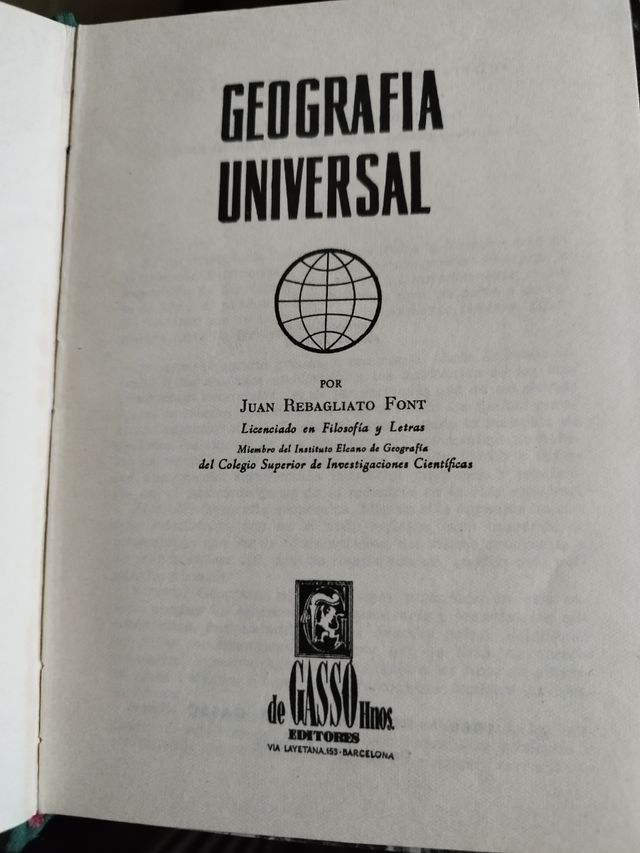 GEOGRAFIA
UNIVERSAL
POR
JUAN REBAGLIATO FONT
Licenciado en Filosofía y Letras
Miembro del Instituto Elcano de Geografía
del Colegio Superior de Investigaciones Científicas
de GASSO Hnos.
EDITORES
VIA LAYETANA,153-BARCELONA